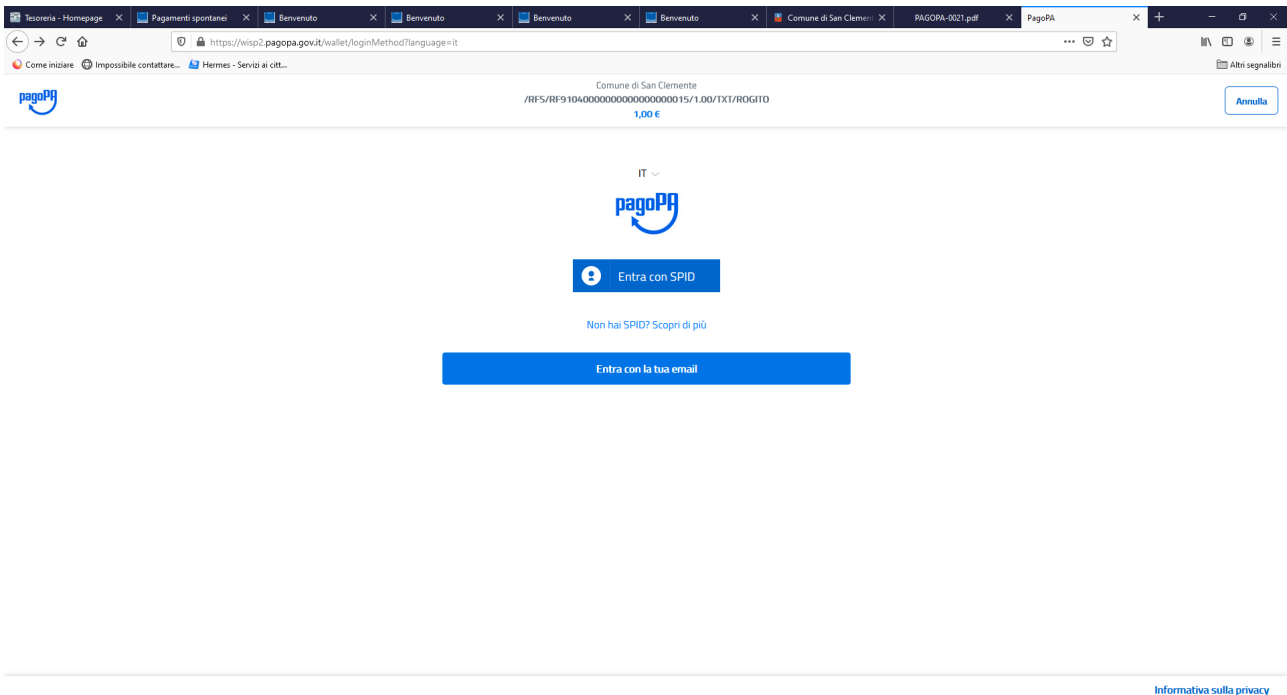 Tesoreria - Homepage
Pagamenti spontanei
Benvenuto
Benvenuto
Benvenuto
Benvenuto
Comune di San Clement
PAGOPA-0021.pdf
PagoPA
https://wisp2.pagopa.gov.it/wallet/loginMethod?language=it
Come iniziare
Impossibile contattare...
Hermes - Servizi ai citt...
Altri segnalibri
pagoPA
Comune di San Clemente
/RFS/RF91040000000000000000015/1.00/TXT/ROGITO
1,00 €
Annulla
IT
pagoPA
Entra con SPID
Non hai SPID? Scopri di più
Entra con la tua email
Informativa sulla privacy